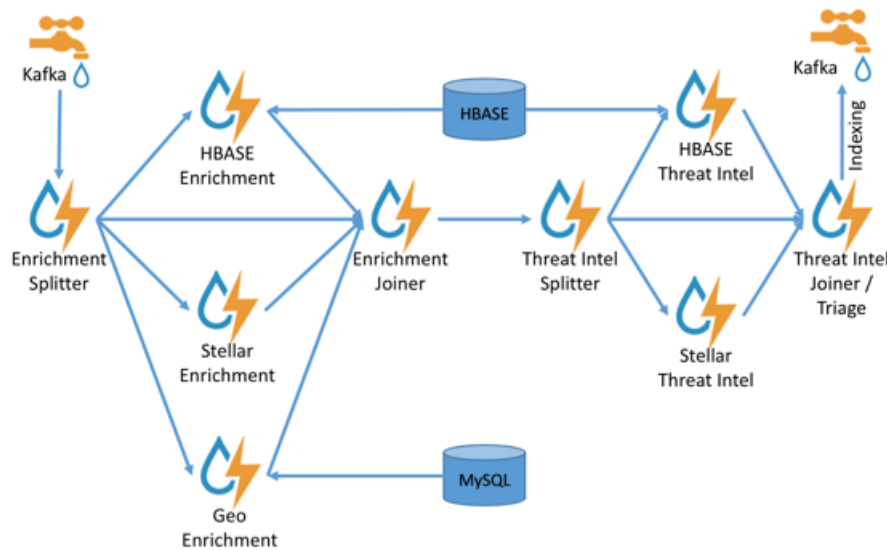 Kafka
Kafka
HBASE
Indexing
HBASE
Enrichment
HBASE
Threat Intel
Enrichment
Splitter
Enrichment
Joiner
Threat Intel
Splitter
Threat Intel
Joiner /
Triage
Stellar
Enrichment
Stellar
Threat Intel
MySQL
Geo
Enrichment